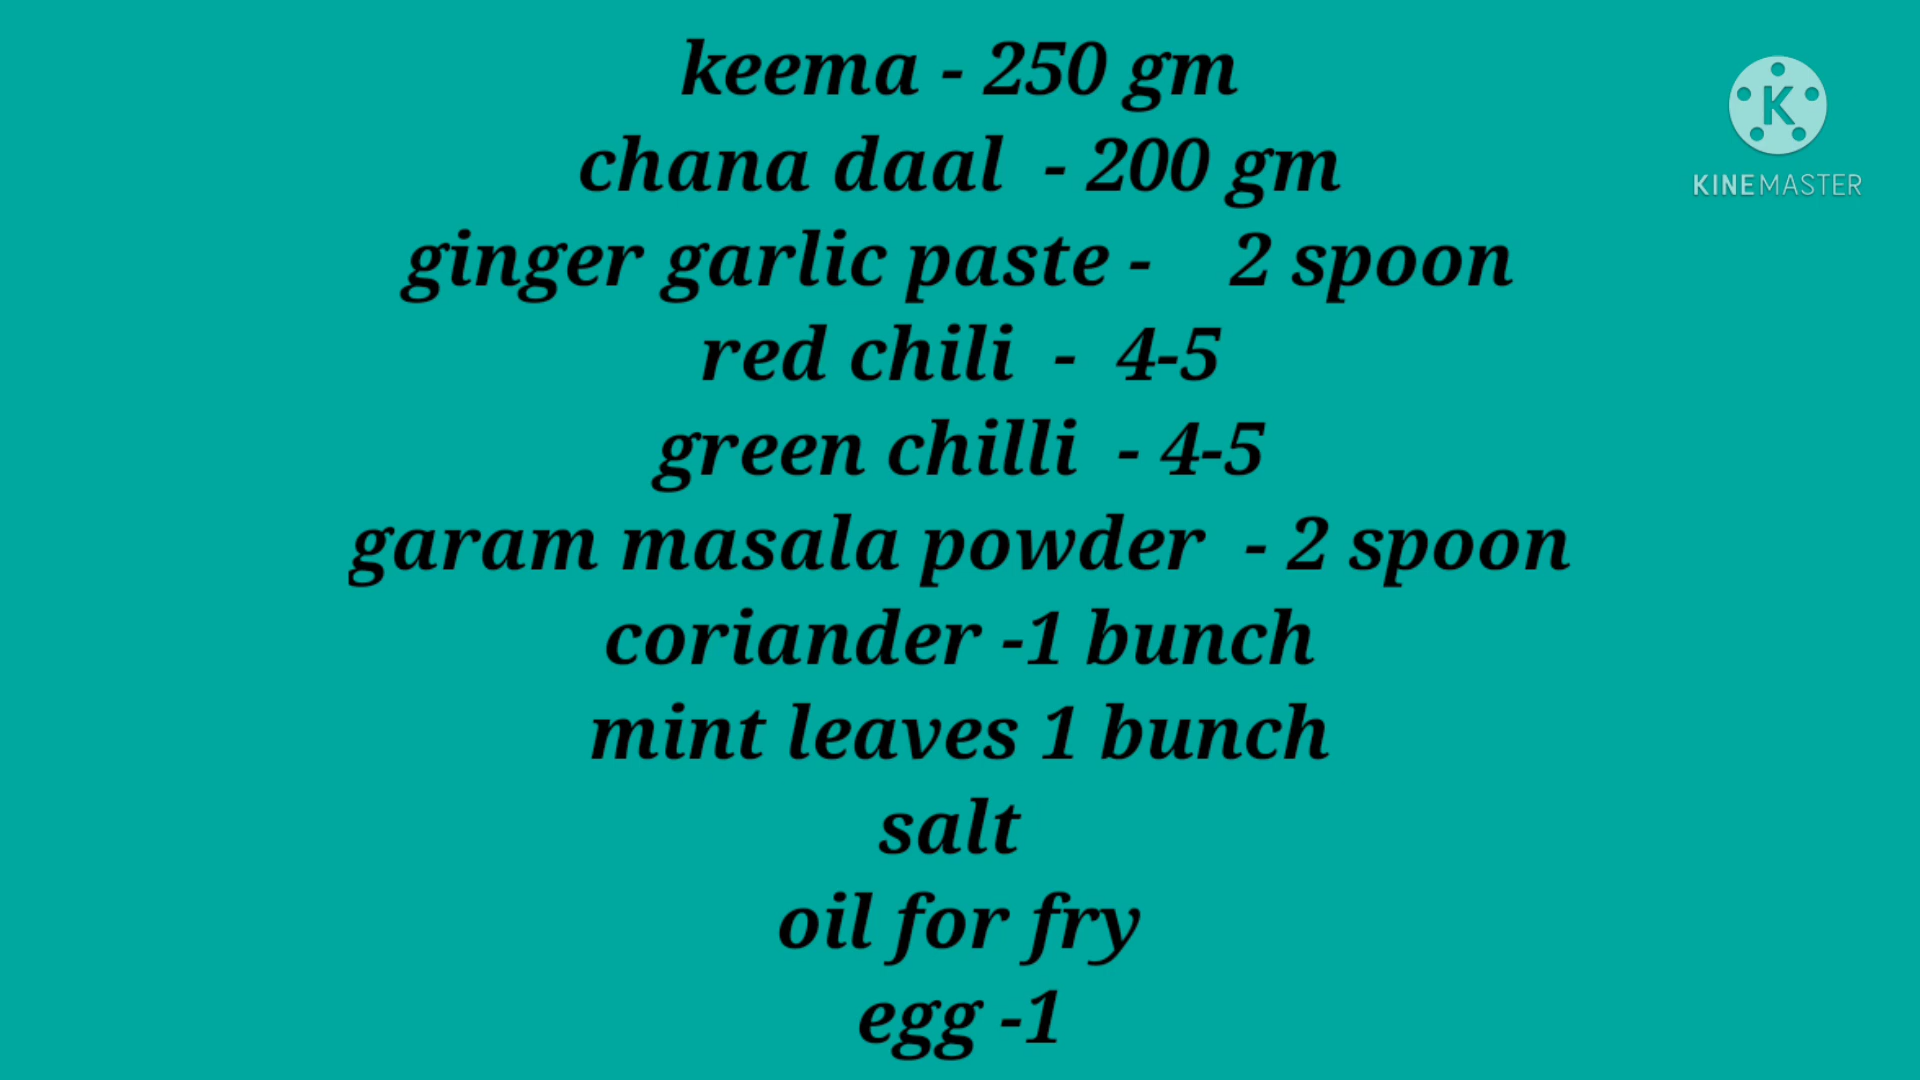 keema - 250 gm
chana daal - 200 gm
ginger garlic paste - 2 spoon
red chili - 4-5
green chilli - 4-5
garam masala powder - 2 spoon
coriander -1 bunch
mint leaves 1 bunch
salt
oil for fry
egg -1
K
KINEMASTER